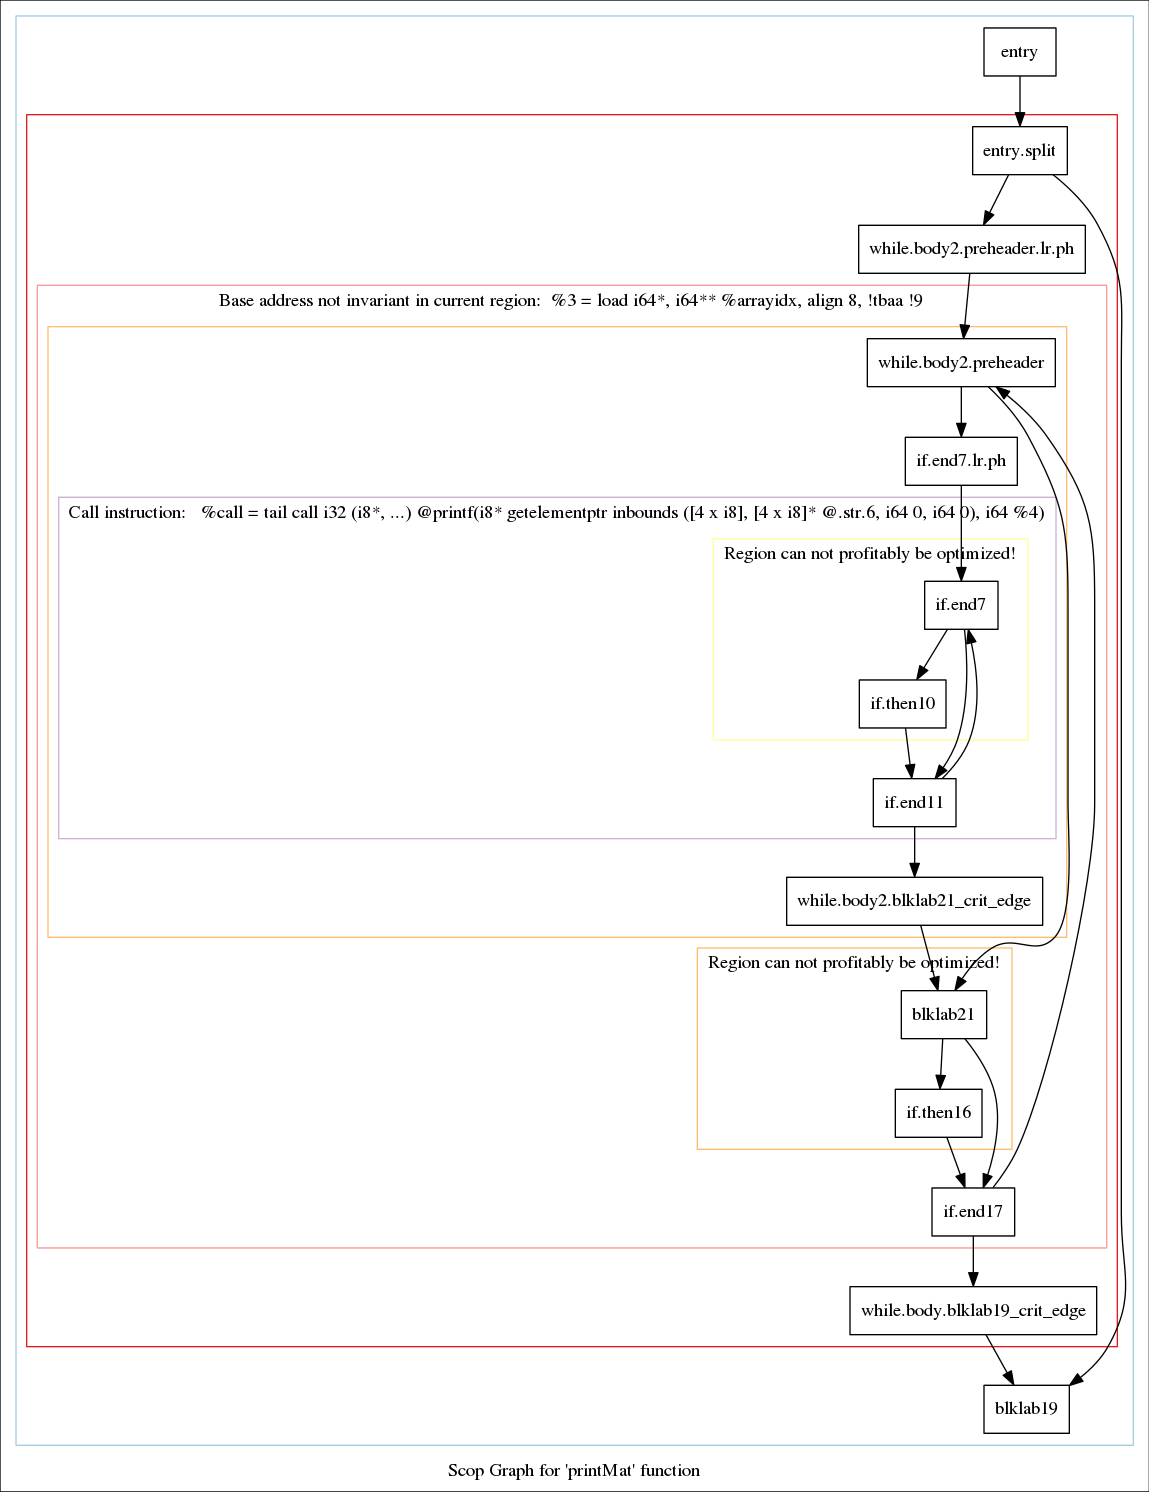 entry
entry.split
while.body2.preheader.lr.ph
Base address not invariant in current region:  %3 = load i64*, i64** %arrayidx, align 8, !tbaa !9
while.body2.preheader
if.end7.lr.ph
Call instruction:   %call = tail call i32 (i8*, ...) @printf(i8* getelementptr inbounds ([4 x i8], [4 x i8]* @.str.6, i64 0, i64 0), i64 %4)
Region can not profitably be optimized!
if.end7
if.then10
if.end11
while.body2.blklab21_crit_edge
Region can not profitably be optimized!
blklab21
if.then16
if.end17
while.body.blklab19_crit_edge
blklab19
Scop Graph for 'printMat' function